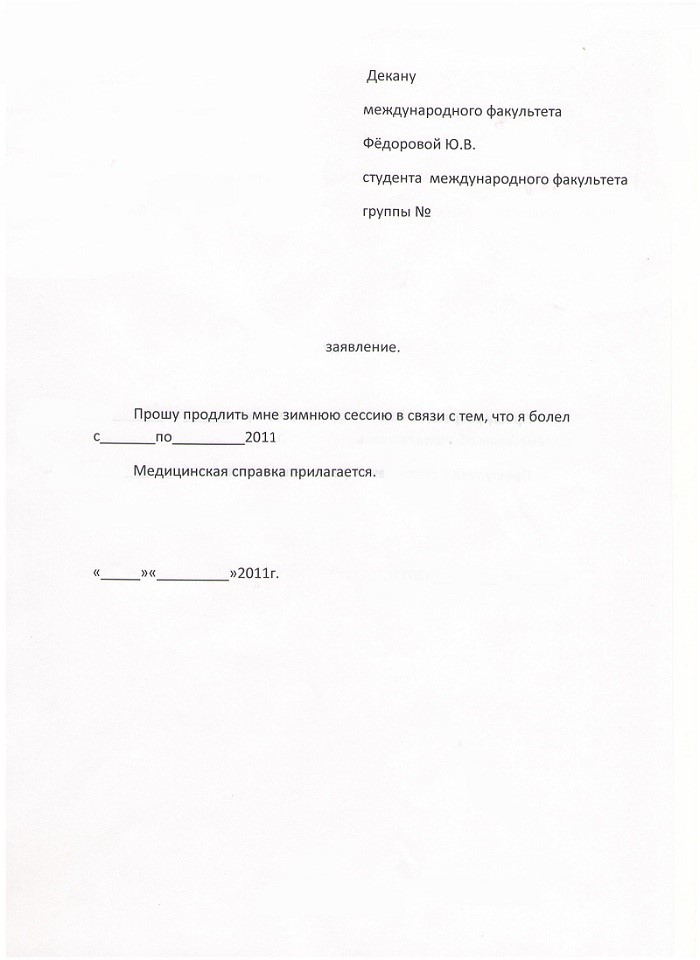 Декану
международного факультета
Фёдоровой Ю.В.
студента международного факультета
группы №
заявление.
Прошу продлить мне зимнюю сессию в связи с тем, что я болел
с_______по_________2011
Медицинская справка прилагается.
«_____»«_________»2011г.